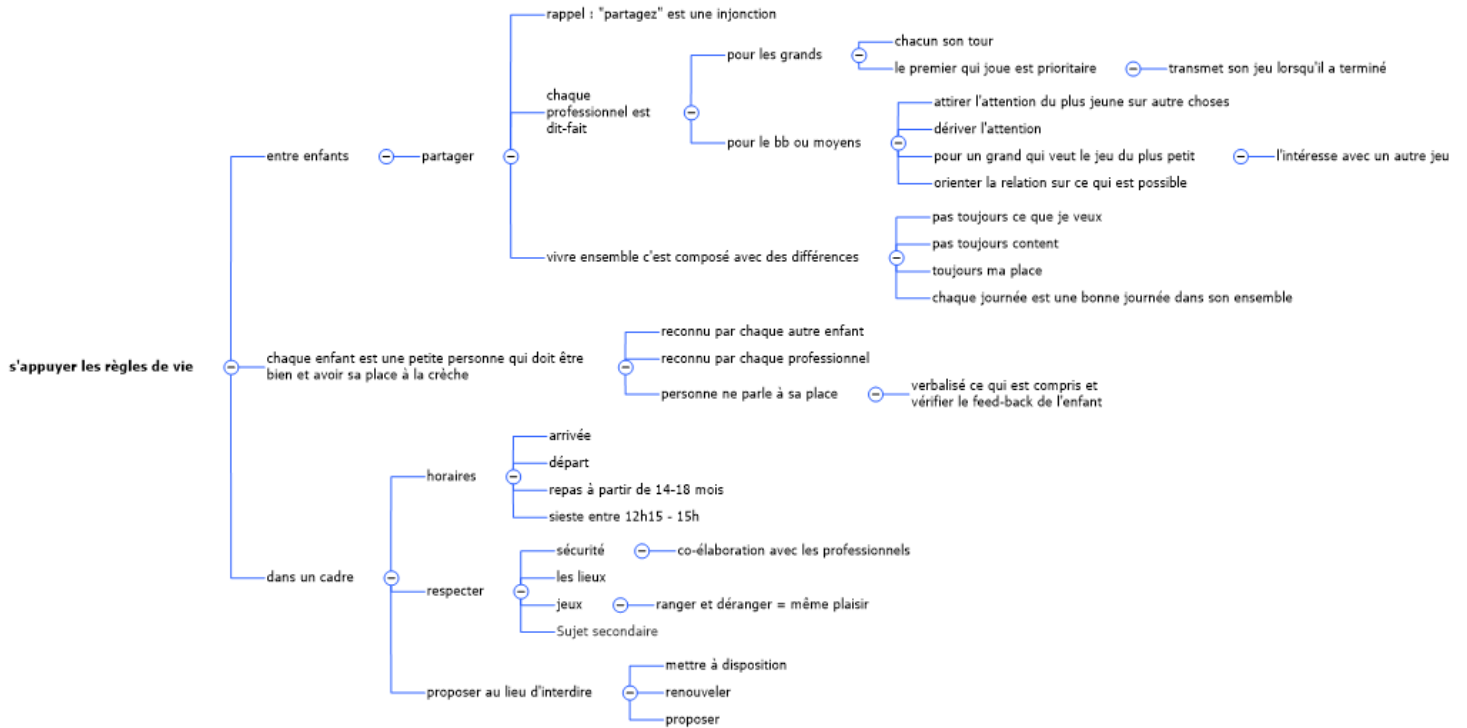 rappel : "partagez" est une injonction
chacun son tour
pour les grands
le premier qui joue est prioritaire
transmet son jeu lorsqu'il a terminé
chaque
professionnel est
dit-fait
attirer l'attention du plus jeune sur autre choses
dériver l'attention
pour le bb ou moyens
entre enfants
partager
pour un grand qui veut le jeu du plus petit
l'intéresse avec un autre jeu
orienter la relation sur ce qui est possible
pas toujours ce que je veux
pas toujours content
vivre ensemble c'est composé avec des différences
toujours ma place
chaque journée est une bonne journée dans son ensemble
reconnu par chaque autre enfant
s'appuyer les règles de vie
chaque enfant est une petite personne qui doit être
bien et avoir sa place à la crèche
reconnu par chaque professionnel
personne ne parle à sa place
verbalisé ce qui est compris et
vérifier le feed-back de l'enfant
arrivée
départ
horaires
repas à partir de 14-18 mois
sieste entre 12h15 - 15h
sécurité
co-élaboration avec les professionnels
dans un cadre
les lieux
respecter
jeux
ranger et déranger = même plaisir
Sujet secondaire
mettre à disposition
proposer au lieu d'interdire
renouveler
proposer